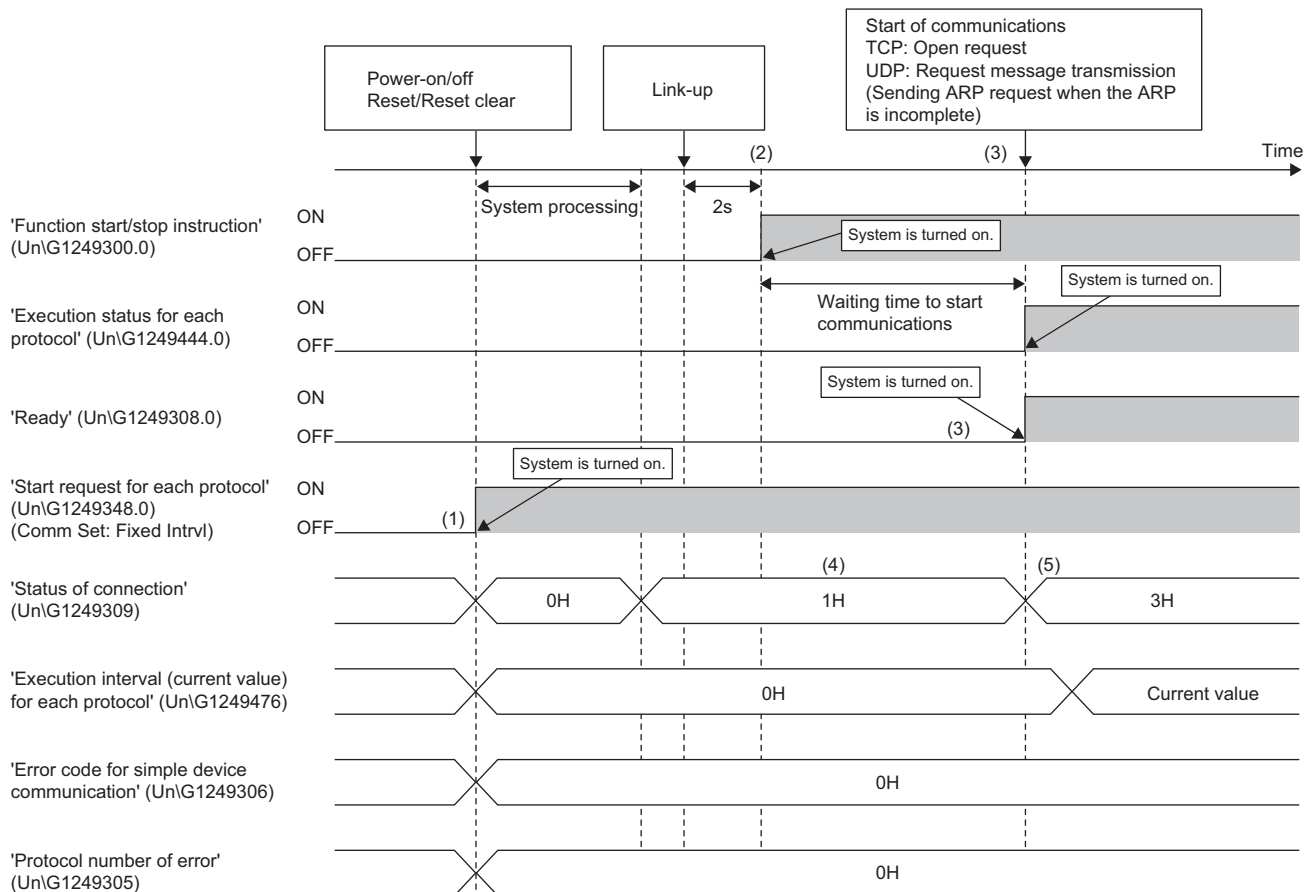 Start of communications
TCP: Open request
UDP: Request message transmission
(Sending ARP request when the ARP
is incomplete)
Power-on/off
Reset/Reset clear
Link-up
(2)
(3)
Time
System processing
2s
'Function start/stop instruction'
(Un\G1249300.0)
ON
OFF
System is turned on.
'Execution status for each
protocol' (Un\G1249444.0)
ON
OFF
Waiting time to start
communications
System is turned on.
'Ready' (Un\G1249308.0)
ON
OFF
System is turned on.
(3)
'Start request for each protocol'
(Un\G1249348.0)
(Comm Set: Fixed Intrvl)
ON
OFF
(1)
System is turned on.
'Status of connection'
(Un\G1249309)
0H
(4)
1H
(5)
3H
'Execution interval (current value)
for each protocol' (Un\G1249476)
0H
Current value
'Error code for simple device
communication' (Un\G1249306)
0H
'Protocol number of error'
(Un\G1249305)
0H